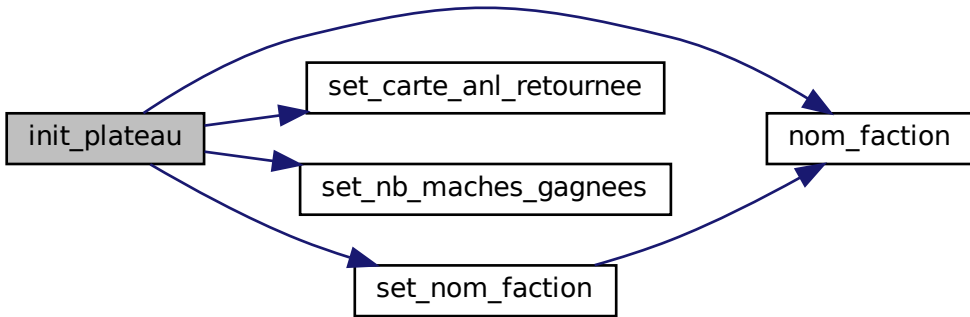 set_carte_anl_retournee
init_plateau
nom_faction
set_nb_maches_gagnees
set_nom_faction